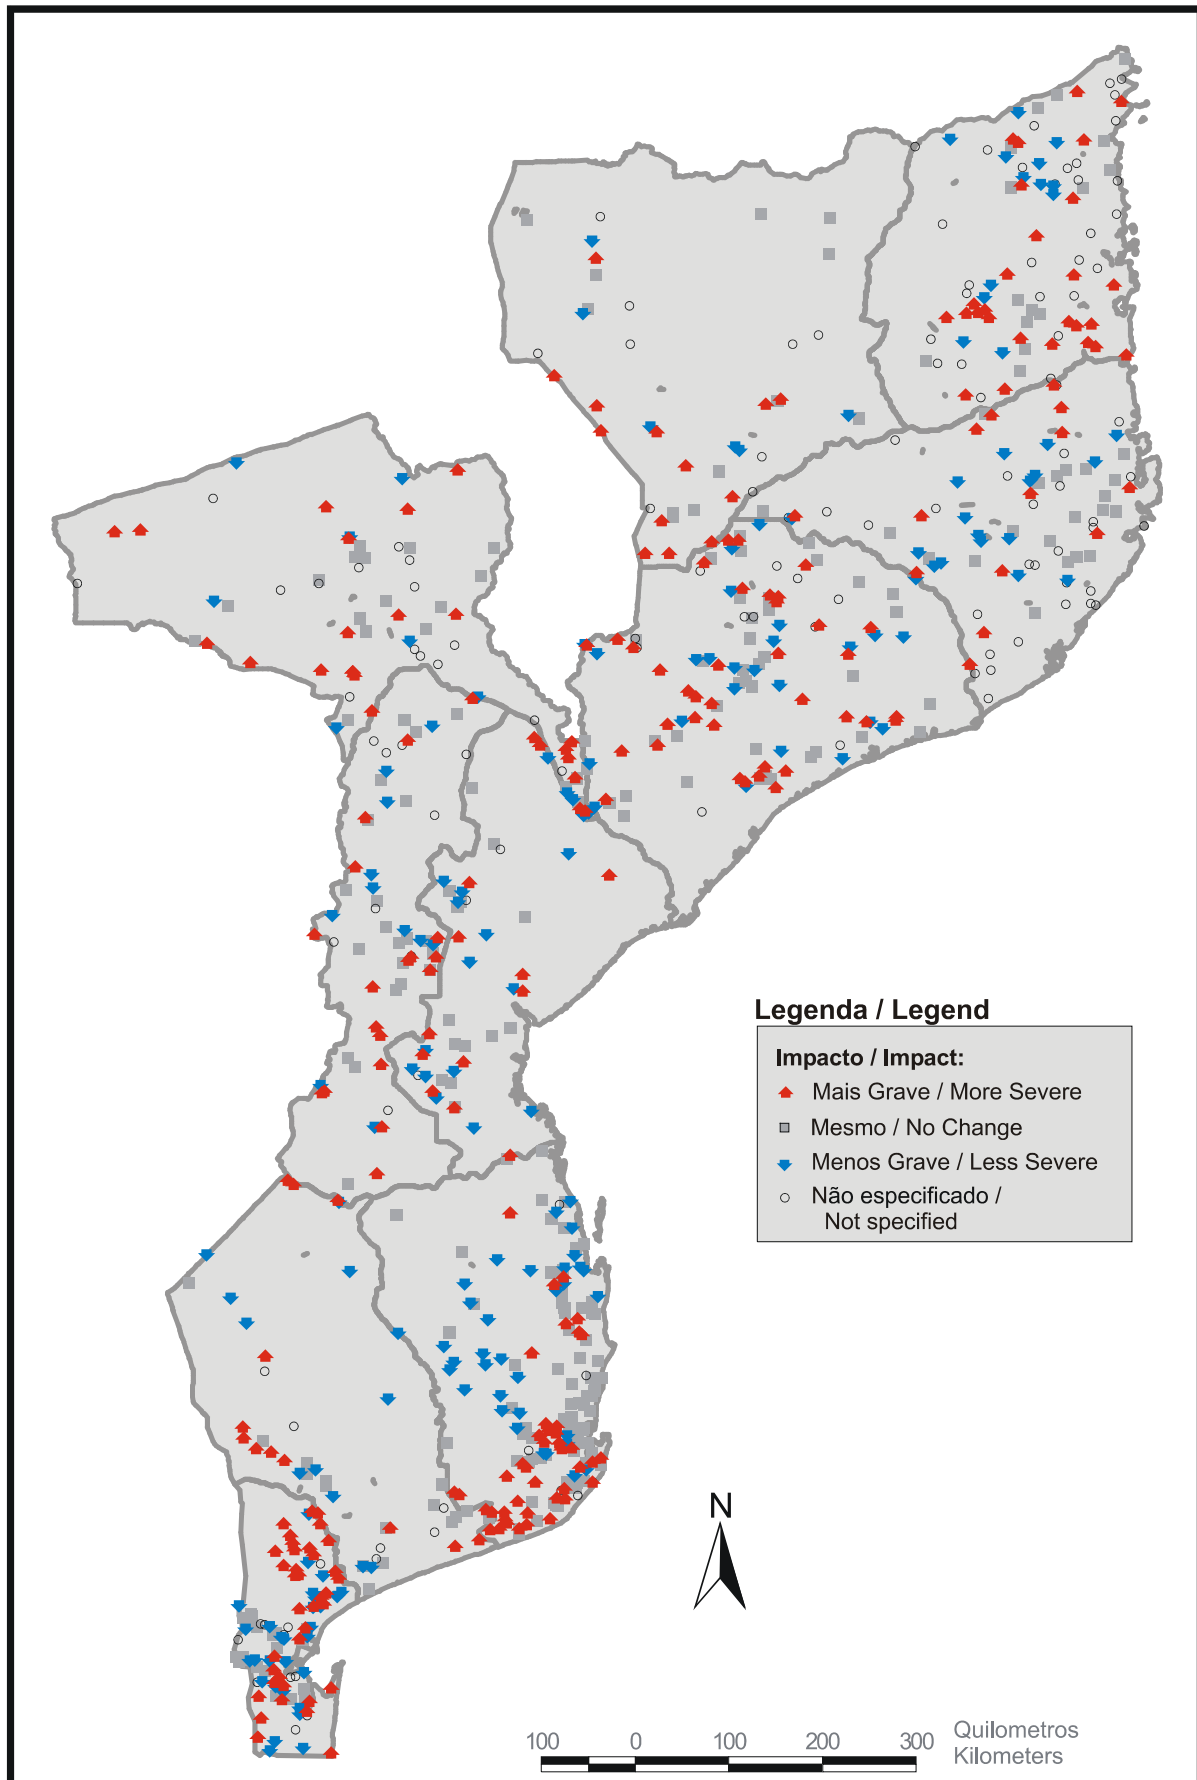 Legenda / Legend
Impacto / Impact:
Mais Grave / More Severe
Mesmo / No Change
Menos Grave / Less Severe
Não especificado /
Not specified
N
100 0 100 200 300 Quilometros
Kilometers